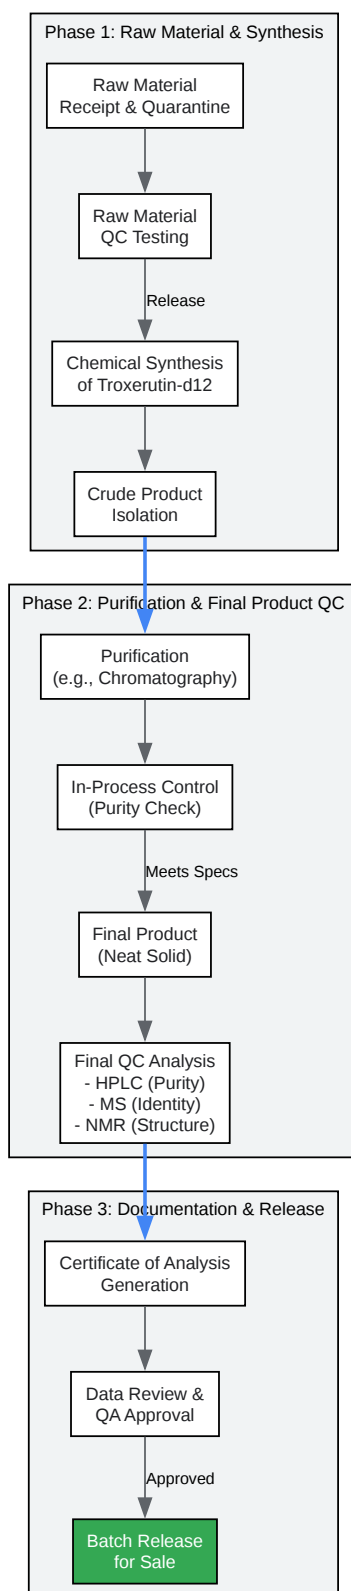 Phase 1: Raw Material & Synthesis
Raw Material
Receipt & Quarantine
Raw Material
QC Testing
Release
Chemical Synthesis
of Troxerutin-d12
Crude Product
Isolation
Phase 2: Purification & Final Product QC
Purification
(e.g., Chromatography)
In-Process Control
(Purity Check)
Meets Specs
Final Product
(Neat Solid)
Final QC Analysis
- HPLC (Purity)
- MS (Identity)
- NMR (Structure)
Phase 3: Documentation & Release
Certificate of Analysis
Generation
Data Review &
QA Approval
Approved
Batch Release
for Sale